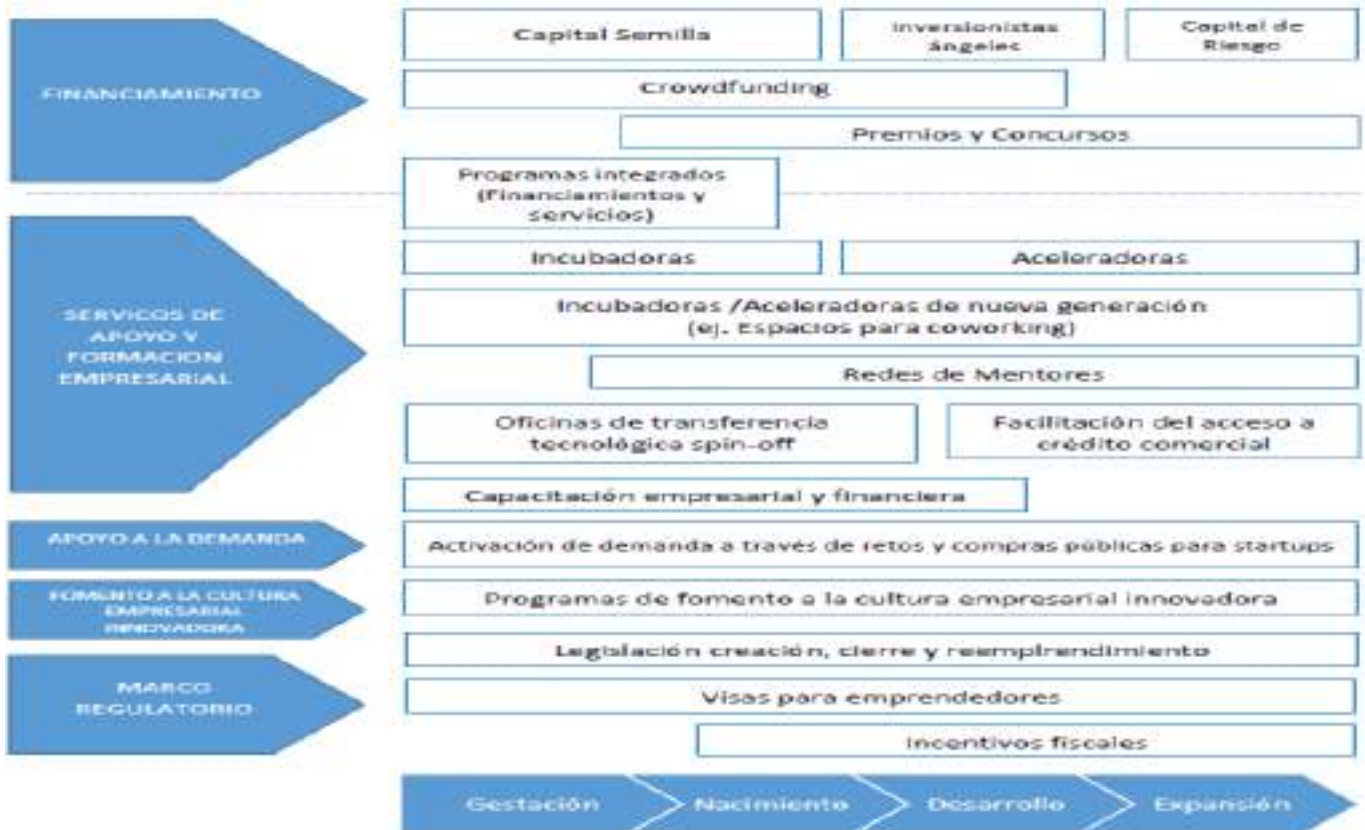 FINANCIAMIENTO
Capital Semilla
Inversionistas
ángeles
Capital de
Riesgo
Crowdfunding
Premios y Concursos
Programas integrados
(Financiamientos y
servicios)
SERVICOS DE
APOYO Y
FORMACION
EMPRESARIAL
Incubadoras
Aceleradoras
Incubadoras /Aceleradoras de nueva generación
(ej. Espacios para coworking)
Redes de Mentores
Oficinas de transferencia
tecnológica spin-off
Facilitación del acceso a
crédito comercial
Capacitación empresarial y financiera
APOYO A LA DEMANDA
Activación de demanda a través de retos y compras públicas para startups
FOMENTO A LA CULTURA
EMPRESARIAL
INNOVADORA
Programas de fomento a la cultura empresarial innovadora
MARCO
REGULATORIO
Legislación creación, cierre y reemplrendimiento
Visas para emprendedores
Incentivos fiscales
Gestación
Nacimiento
Desarrollo
Expansión